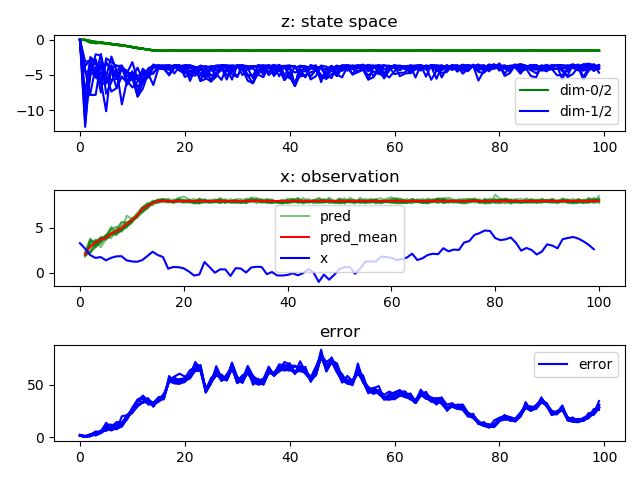 z: state space
0
−5
−10
dim-0/2
dim-1/2
0 20 40 60 80 100
x: observation
5
0
pred
pred_mean
x
0 20 40 60 80 100
error
50
0
error
0 20 40 60 80 100